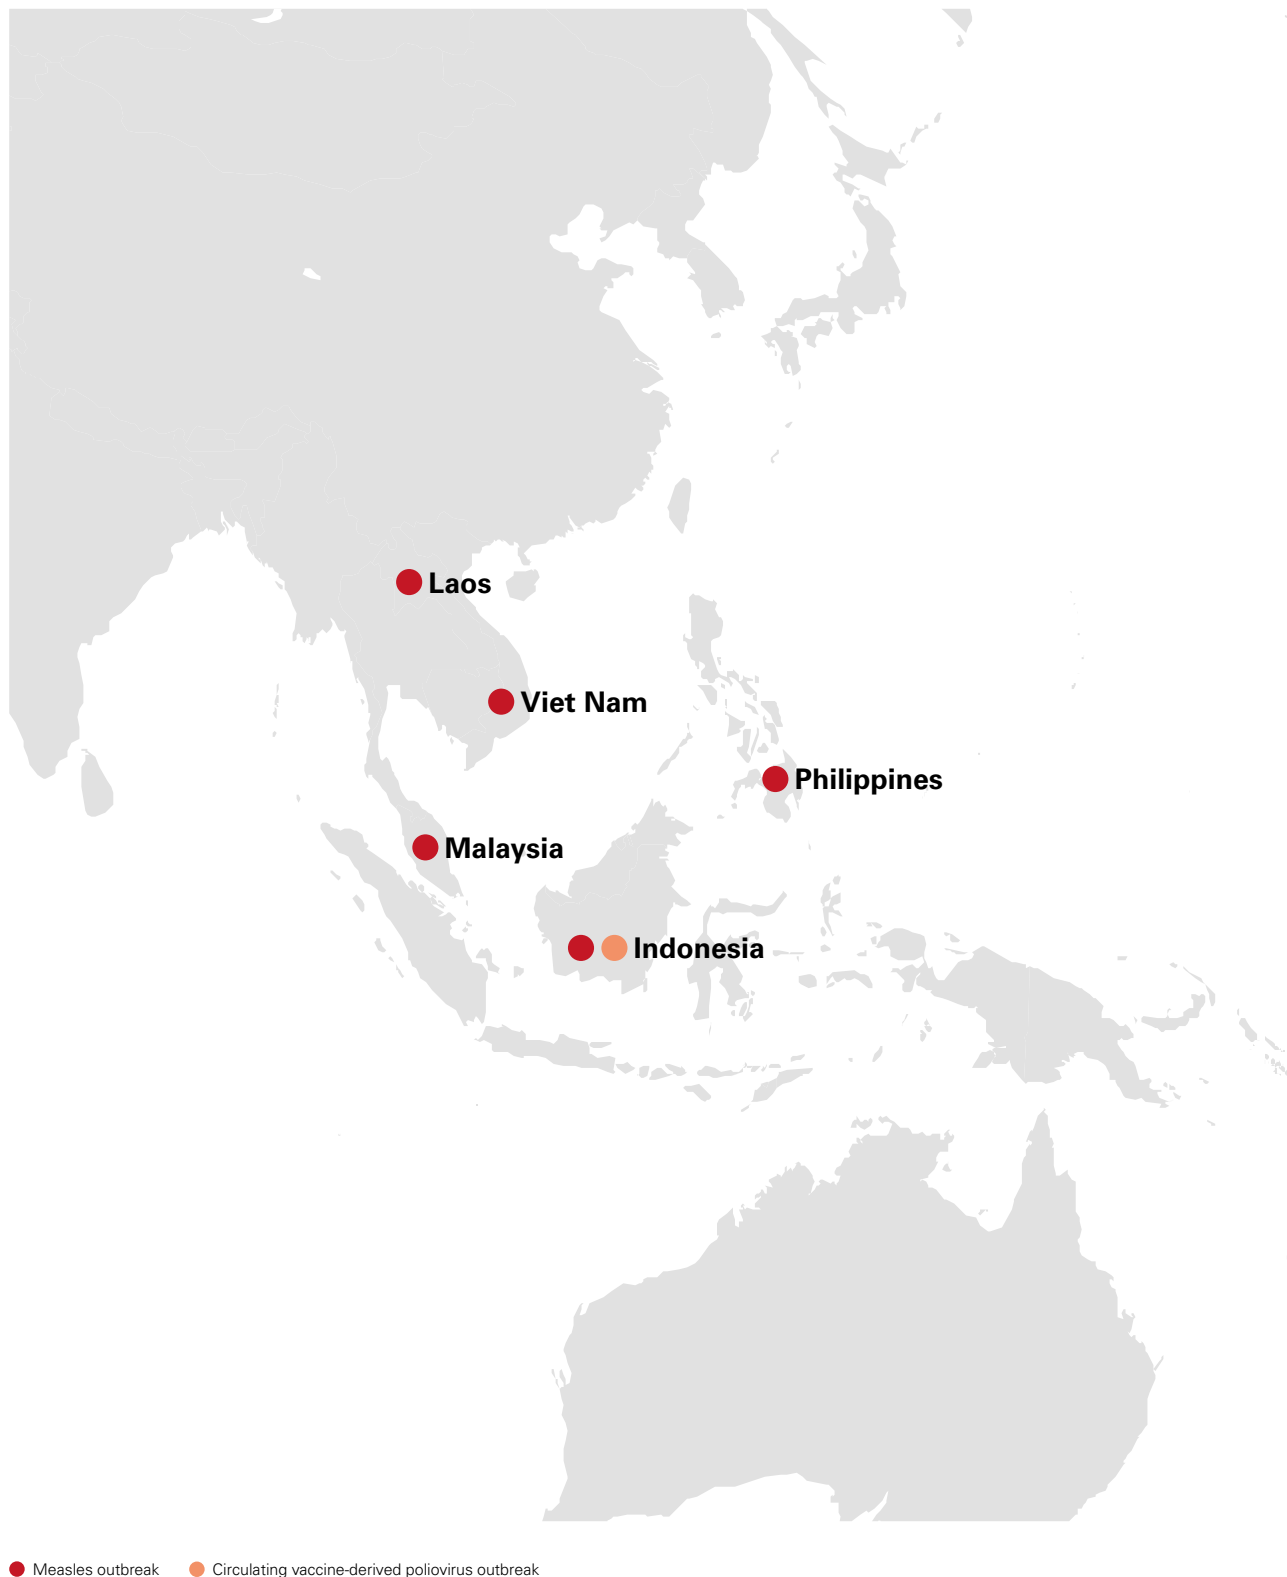 Laos
Viet Nam
Philippines
Malaysia
Indonesia
Measles outbreak
Circulating vaccine-derived poliovirus outbreak